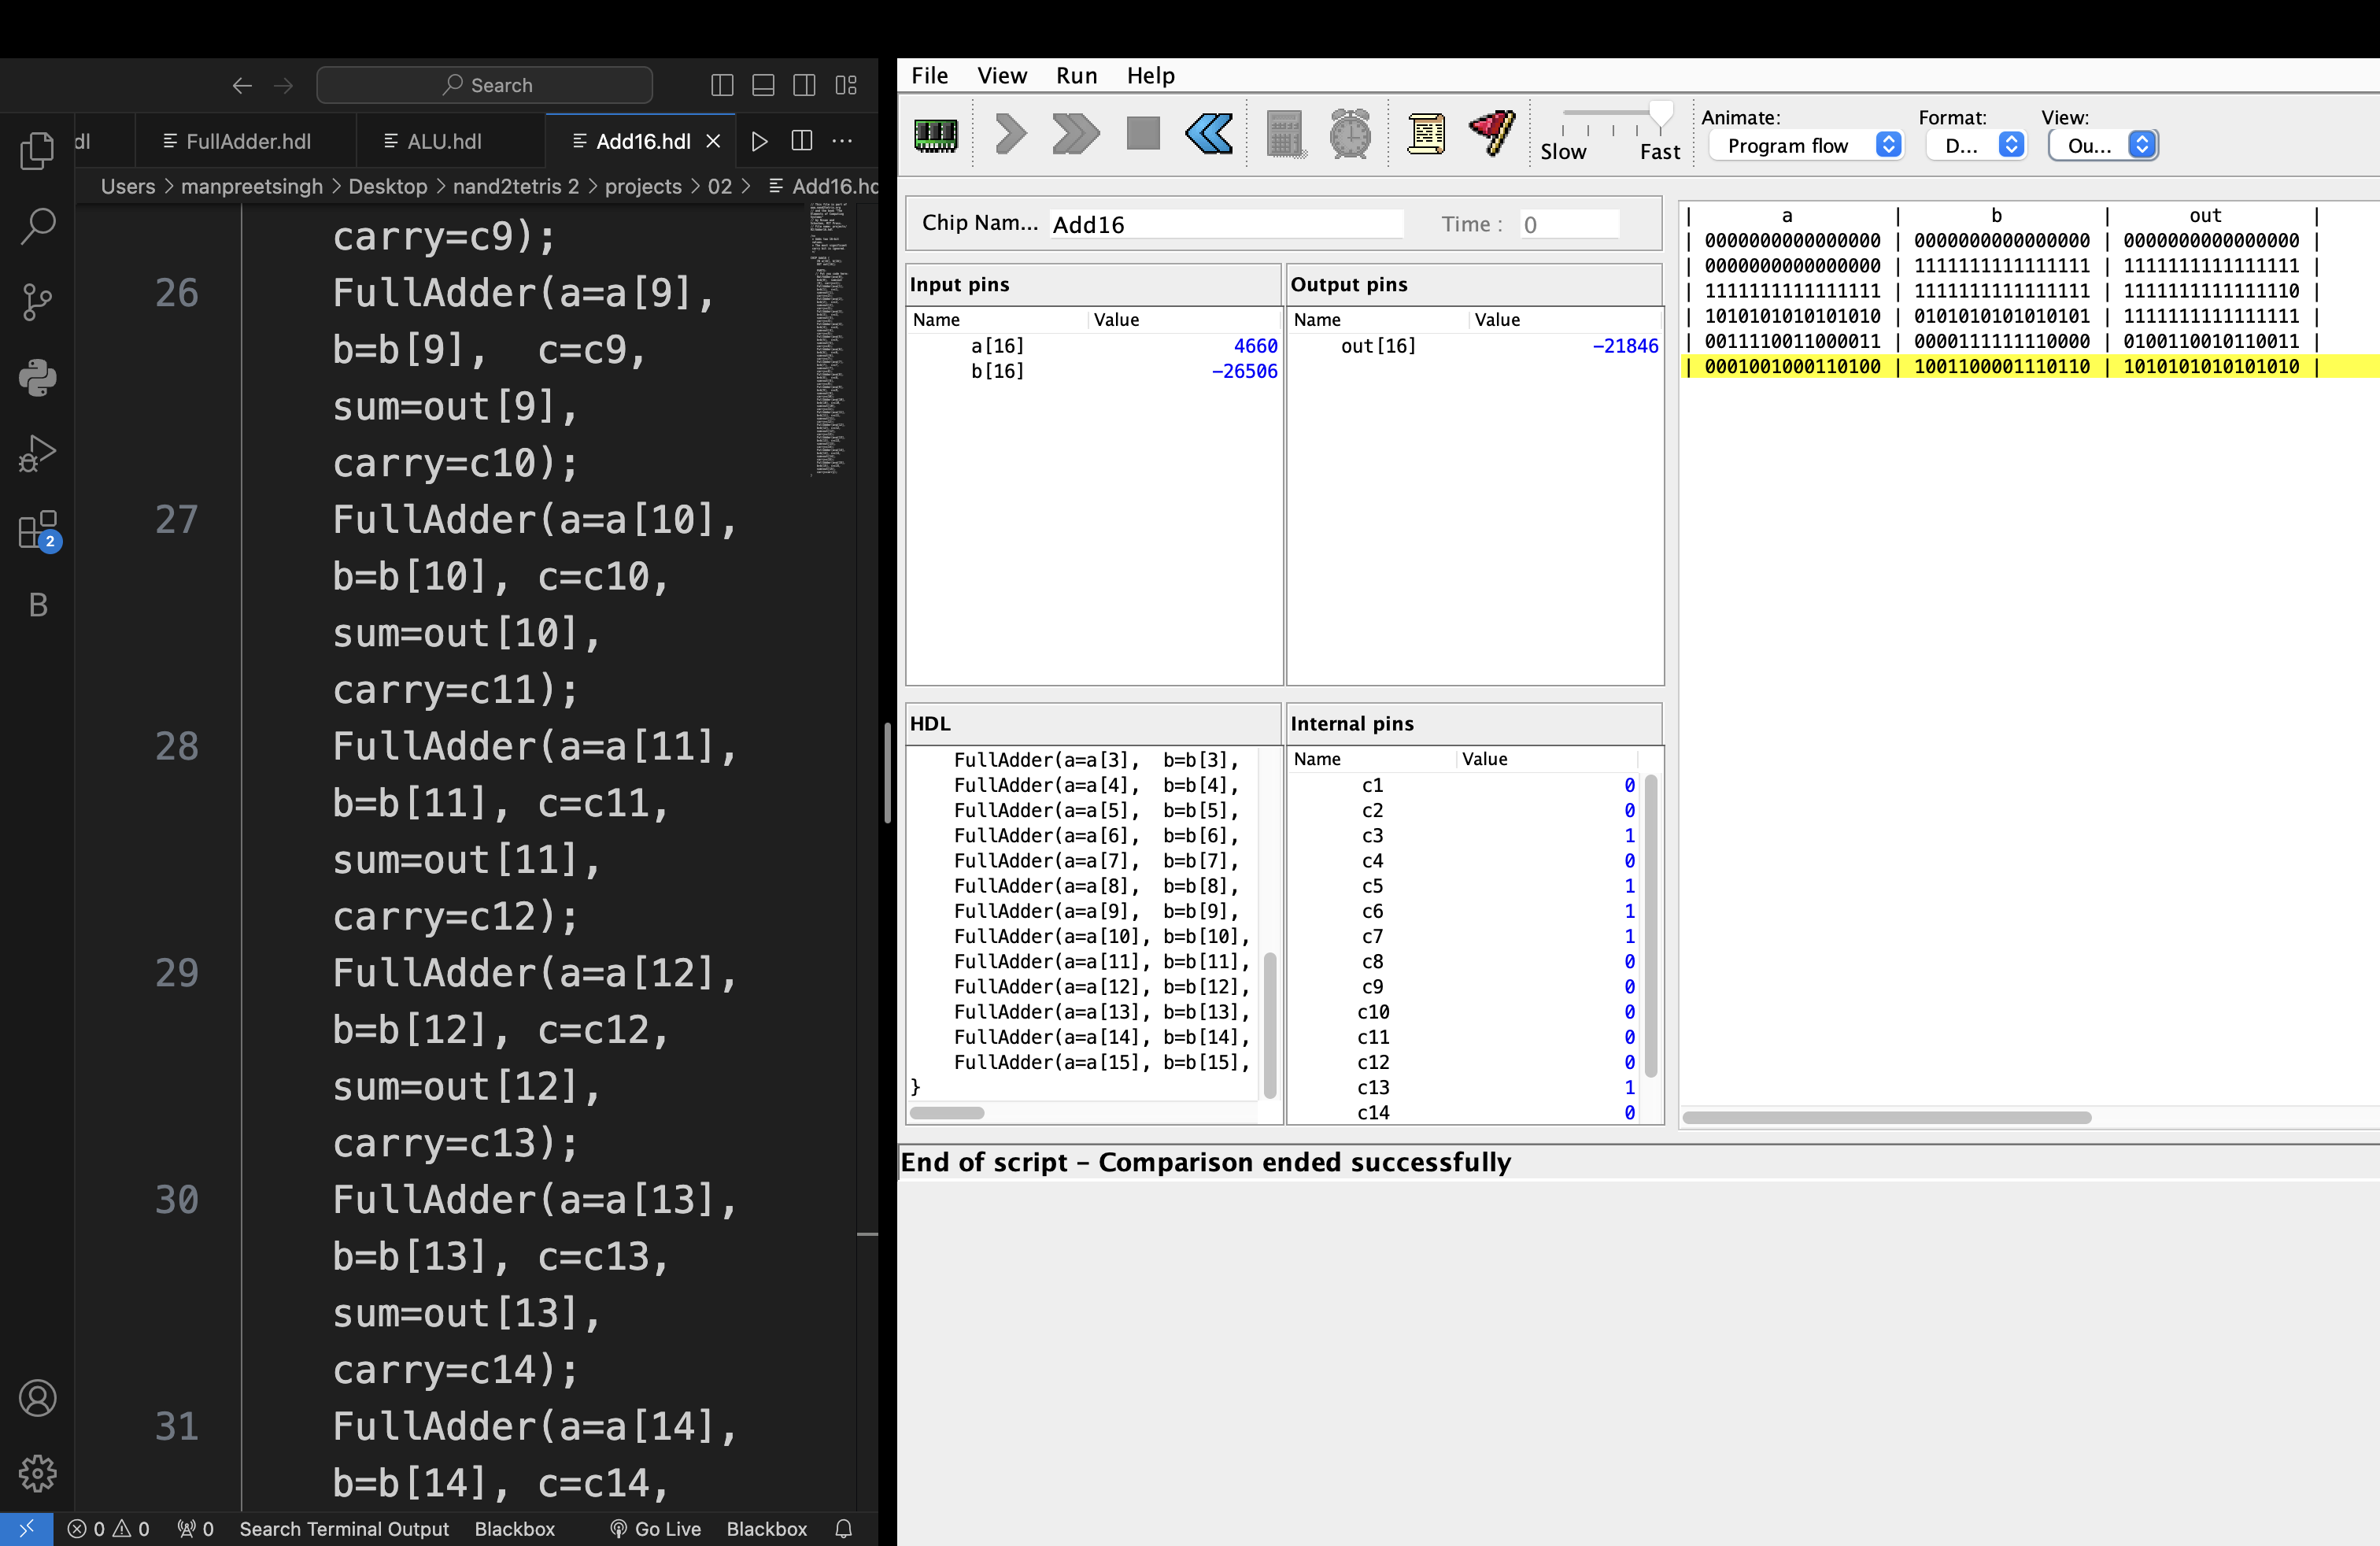 Search
dl
FullAdder.hdl
ALU.hdl
Add16.hdl
Users > manpreetsingh > Desktop > nand2tetris 2 > projects > 02 > Add16.hd
carry=c9);
26 FullAdder(a=a[9],
b=b[9],  c=c9,
sum=out[9],
carry=c10);
27 FullAdder(a=a[10],
b=b[10], c=c10,
sum=out[10],
carry=c11);
28 FullAdder(a=a[11],
b=b[11], c=c11,
sum=out[11],
carry=c12);
29 FullAdder(a=a[12],
b=b[12], c=c12,
sum=out[12],
carry=c13);
30 FullAdder(a=a[13],
b=b[13], c=c13,
sum=out[13],
carry=c14);
31 FullAdder(a=a[14],
b=b[14], c=c14,
2
B
0 0 0 Search Terminal Output Blackbox Go Live Blackbox
File View Run Help
Slow Fast
Animate:
Program flow
Format:
D...
View:
Ou...
Chip Nam... Add16 Time : 0
Input pins
Name Value
a[16] 4660
b[16] -26506
Output pins
Name Value
out[16] -21846
HDL
FullAdder(a=a[3],  b=b[3],
FullAdder(a=a[4],  b=b[4],
FullAdder(a=a[5],  b=b[5],
FullAdder(a=a[6],  b=b[6],
FullAdder(a=a[7],  b=b[7],
FullAdder(a=a[8],  b=b[8],
FullAdder(a=a[9],  b=b[9],
FullAdder(a=a[10], b=b[10],
FullAdder(a=a[11], b=b[11],
FullAdder(a=a[12], b=b[12],
FullAdder(a=a[13], b=b[13],
FullAdder(a=a[14], b=b[14],
FullAdder(a=a[15], b=b[15],
}
Internal pins
Name Value
c1 0
c2 0
c3 1
c4 0
c5 1
c6 1
c7 1
c8 0
c9 0
c10 0
c11 0
c12 0
c13 1
c14 0
| a | b | out |
| 0000000000000000 | 0000000000000000 | 0000000000000000 |
| 0000000000000000 | 1111111111111111 | 1111111111111111 |
| 1111111111111111 | 1111111111111111 | 1111111111111110 |
| 1010101010101010 | 0101010101010101 | 1111111111111111 |
| 0011110011000011 | 0000111111110000 | 0100110010110011 |
| 0001001000110100 | 1001100001110110 | 1010101010101010 |
End of script - Comparison ended successfully